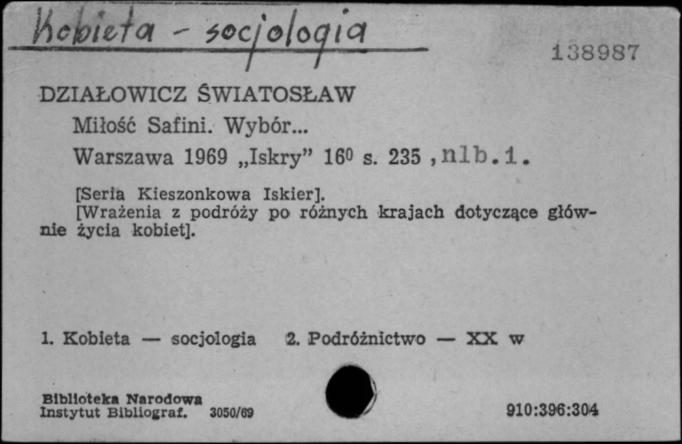 Kobieta - socjologia
138987
DZIAŁOWICZ ŚWIATOSŁAW
Miłość Safini. Wybór...
Warszawa 1969 „Iskry” 16⁰ s. 235 ,nlb.1.
[Seria Kieszonkowa Iskier].
[Wrażenia z podróży po różnych krajach dotyczące głów-
nie życia kobiet].
1. Kobieta — socjologia 2. Podróżnictwo — XX w
Biblioteka Narodowa
Instytut Bibliograf. 3050/69
910:396:304